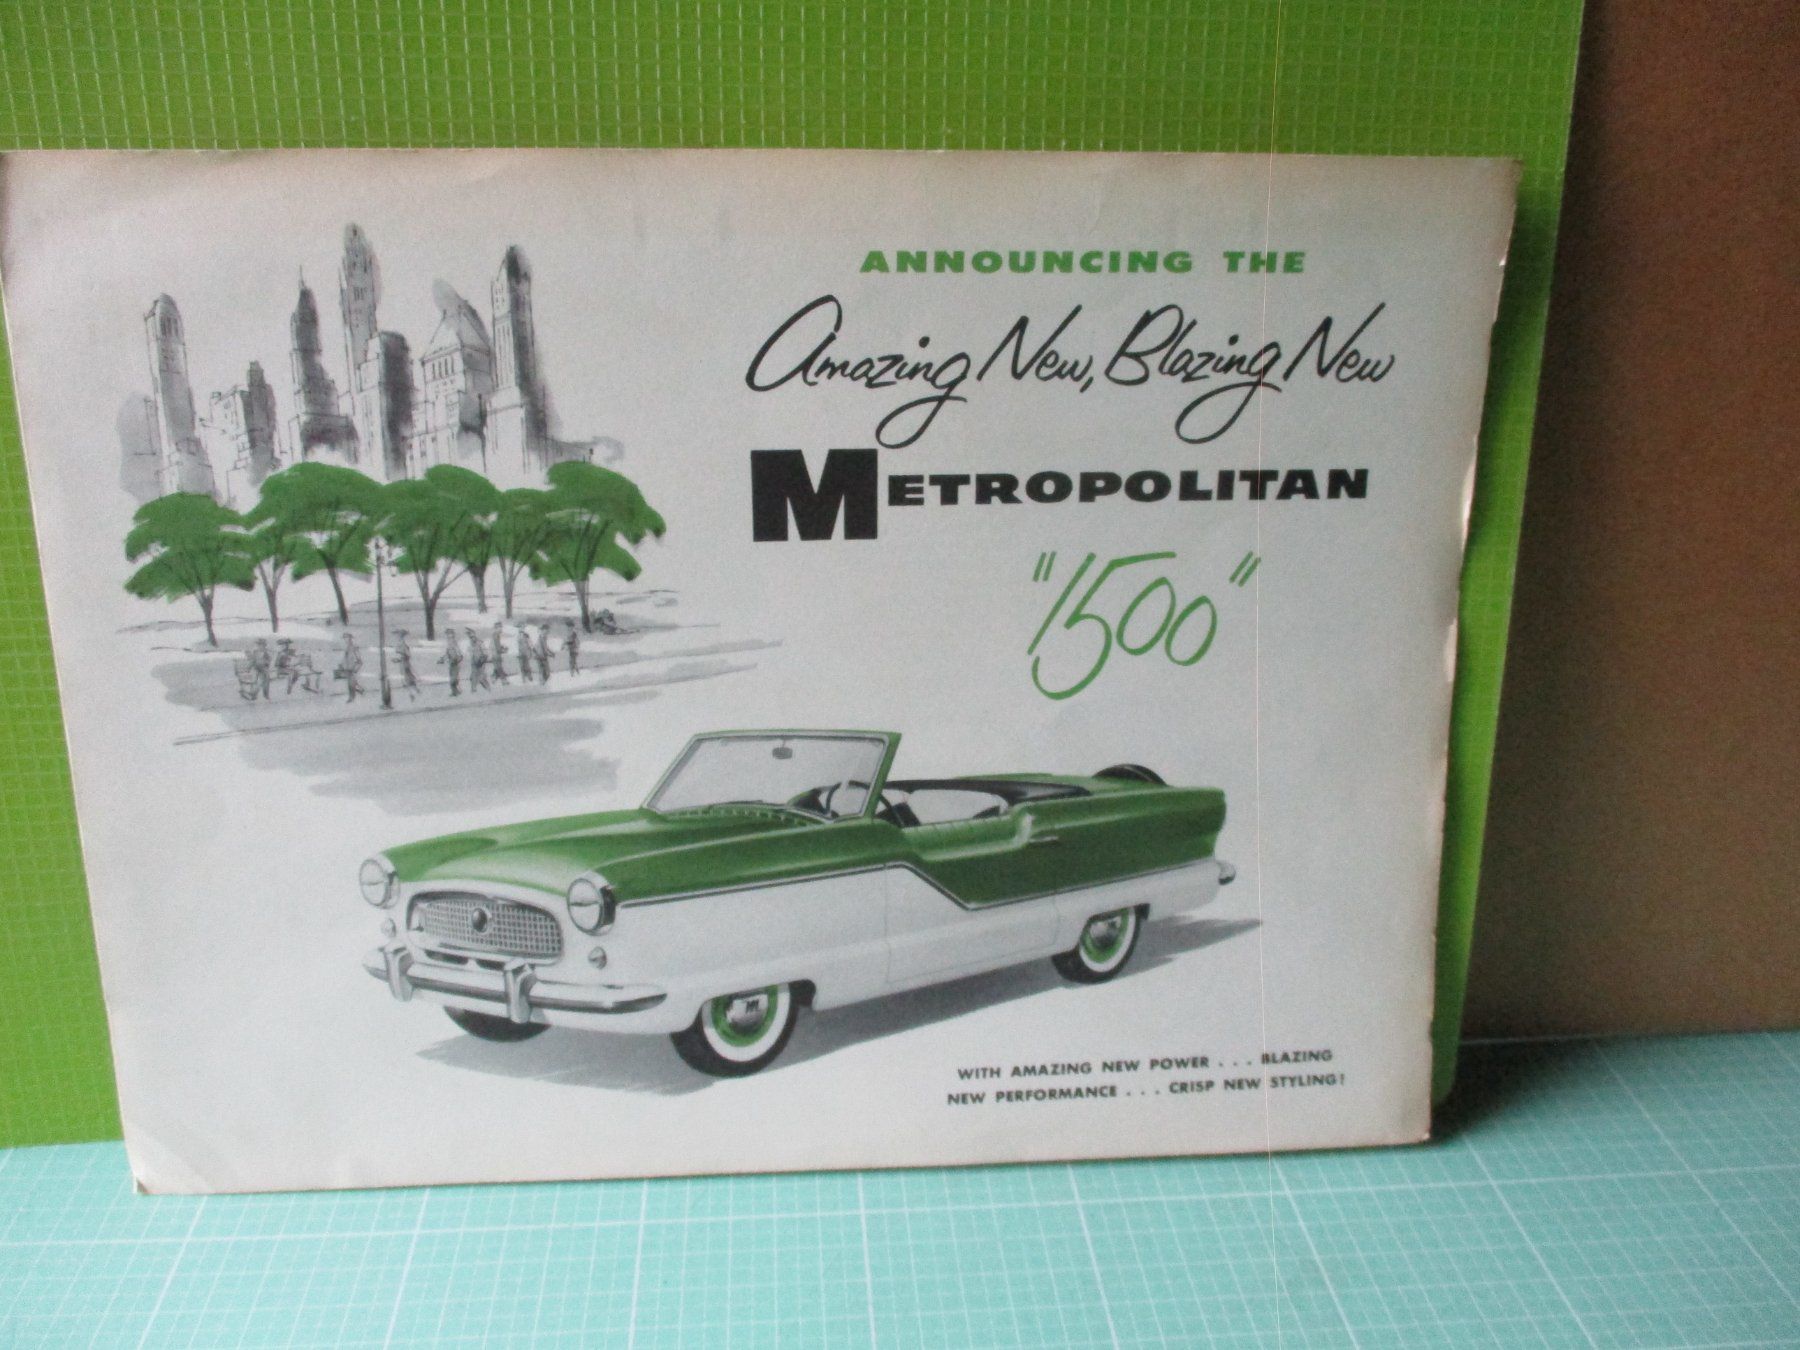 ANNOUNCING THE
Amazing New, Blazing New
METROPOLITAN
"1500"
WITH AMAZING NEW POWER . . . BLAZING
NEW PERFORMANCE . . . CRISP NEW STYLING!
M